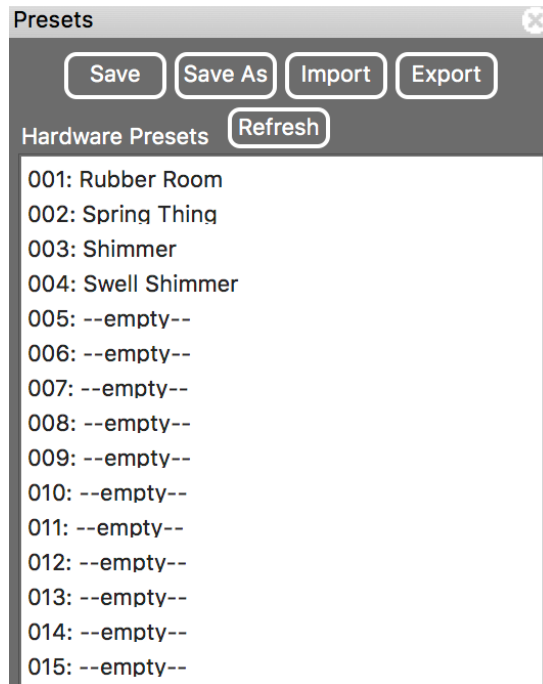 Presets
Save Save As Import Export
Hardware Presets Refresh
001: Rubber Room
002: Spring Thing
003: Shimmer
004: Swell Shimmer
005: --empty--
006: --empty--
007: --empty--
008: --empty--
009: --empty--
010: --empty--
011: --empty--
012: --empty--
013: --empty--
014: --empty--
015: --empty--